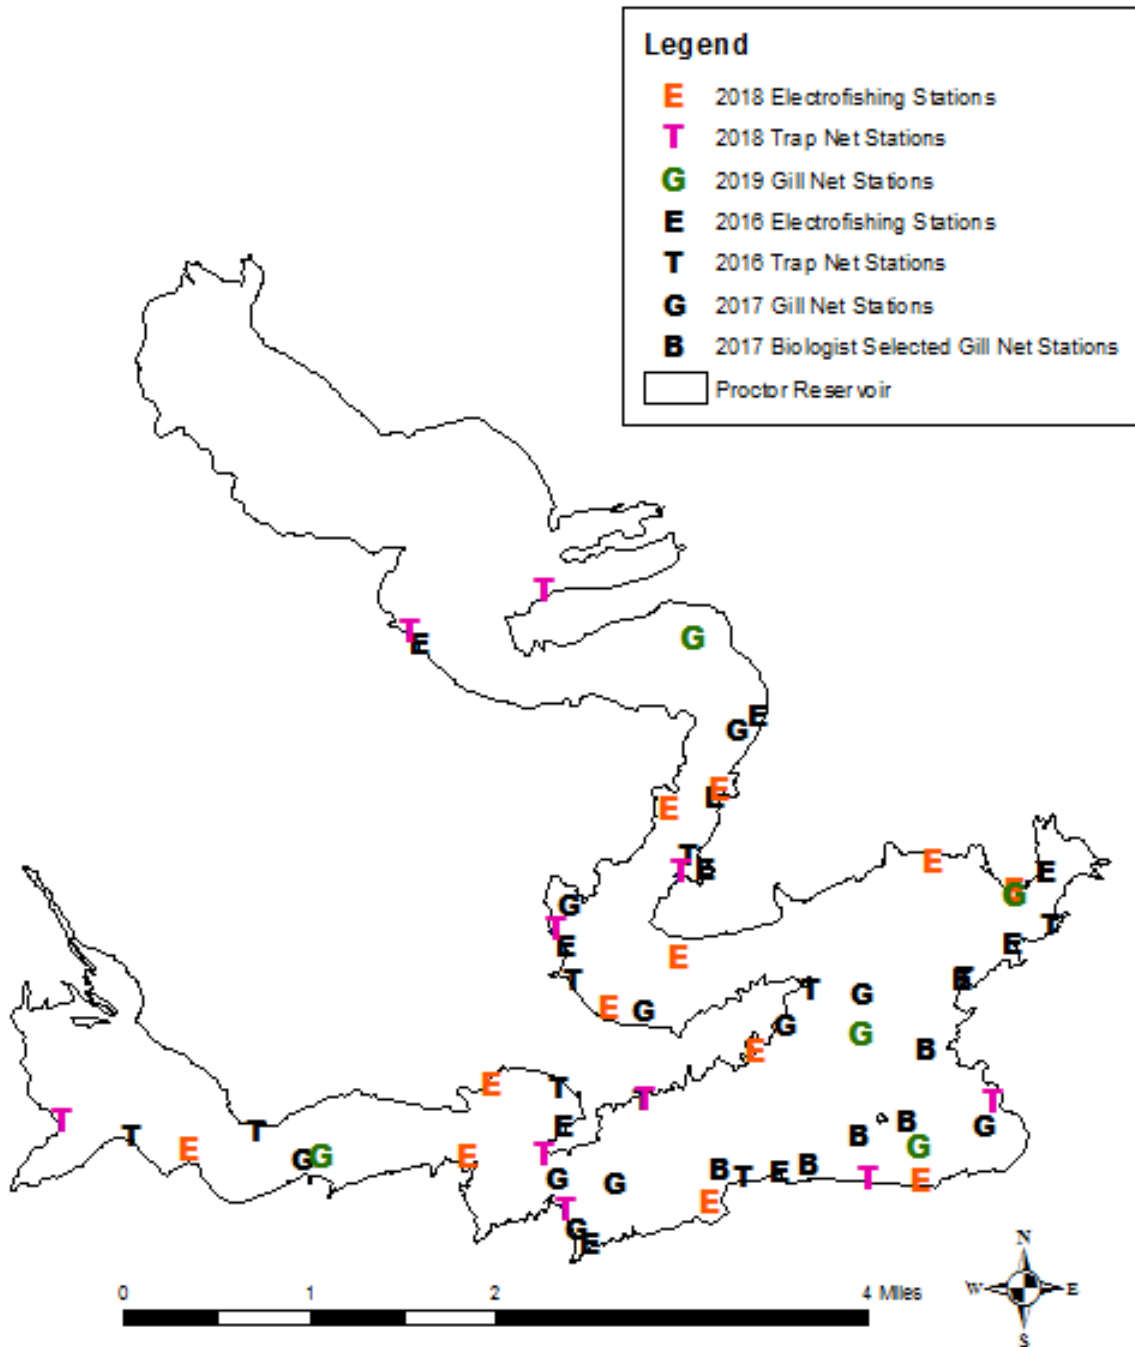 Legend
E 2018 Electrofishing Stations
T 2018 Trap Net Stations
G 2019 Gill Net Stations
E 2016 Electrofishing Stations
T 2016 Trap Net Stations
G 2017 Gill Net Stations
B 2017 Biologist Selected Gill Net Stations
Proctor Reservoir
T
T E
G
G E
E
E
T
T
E
G E
G
T
E
T
E
E
T
E
E G
T G
G
E
G
B
E T
T
T
G
T
E
B
B
G
T
T E
G G
E
T
G G
B T E B
T E
T
E
G
E
0 1 2 4 Miles
N
W E
S